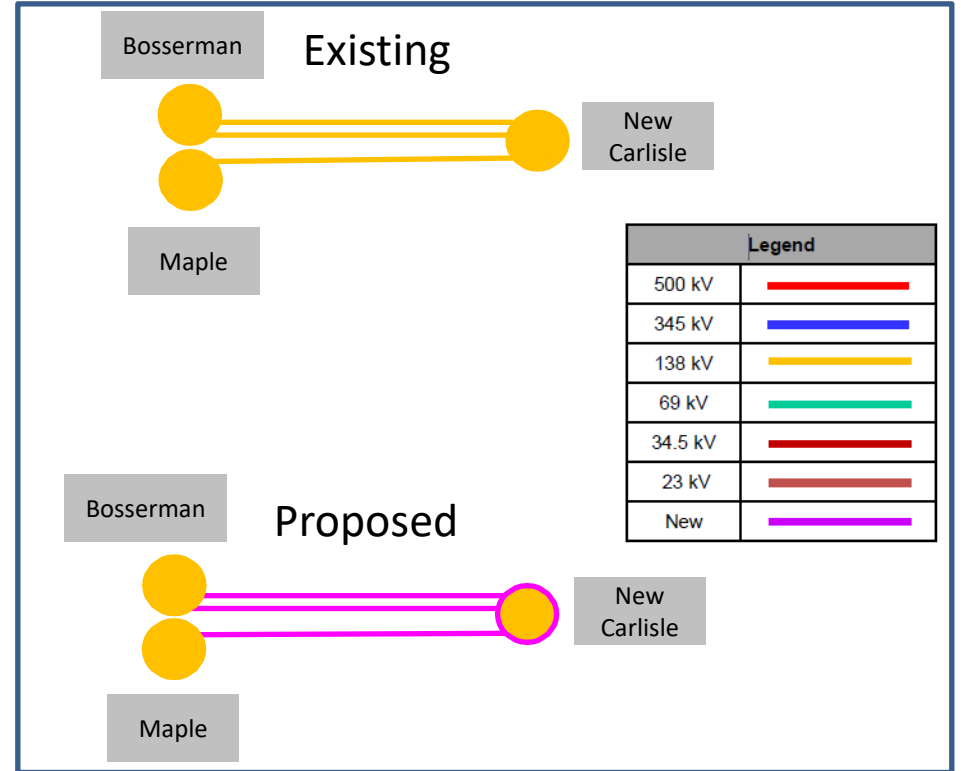 Bosserman
Existing
New
Carlisle
Maple
Legend
500 kV
345 kV
138 kV
69 kV
34.5 kV
23 kV
New
Bosserman
Proposed
New
Carlisle
Maple